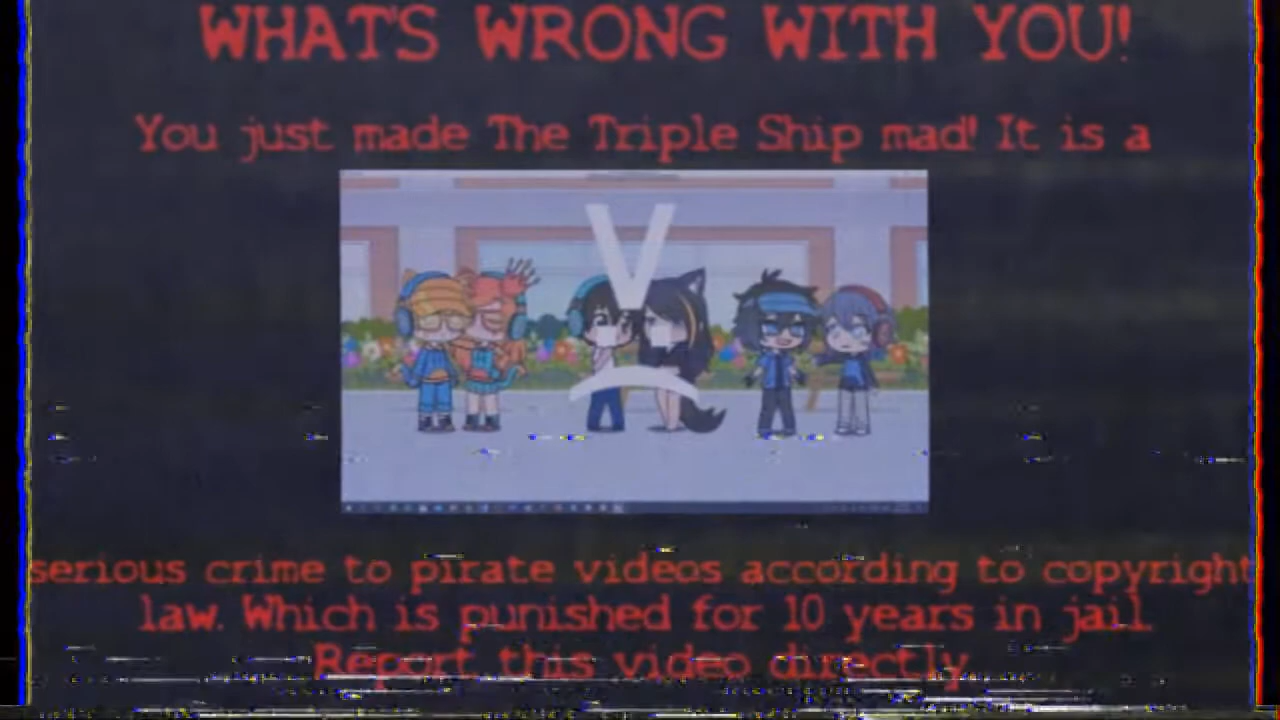 WHAT'S WRONG WITH YOU!
You just made The Triple Ship mad! It is a
serious crime to pirate videos according to copyright
law. Which is punished for 10 years in jail.
Report this video directly.